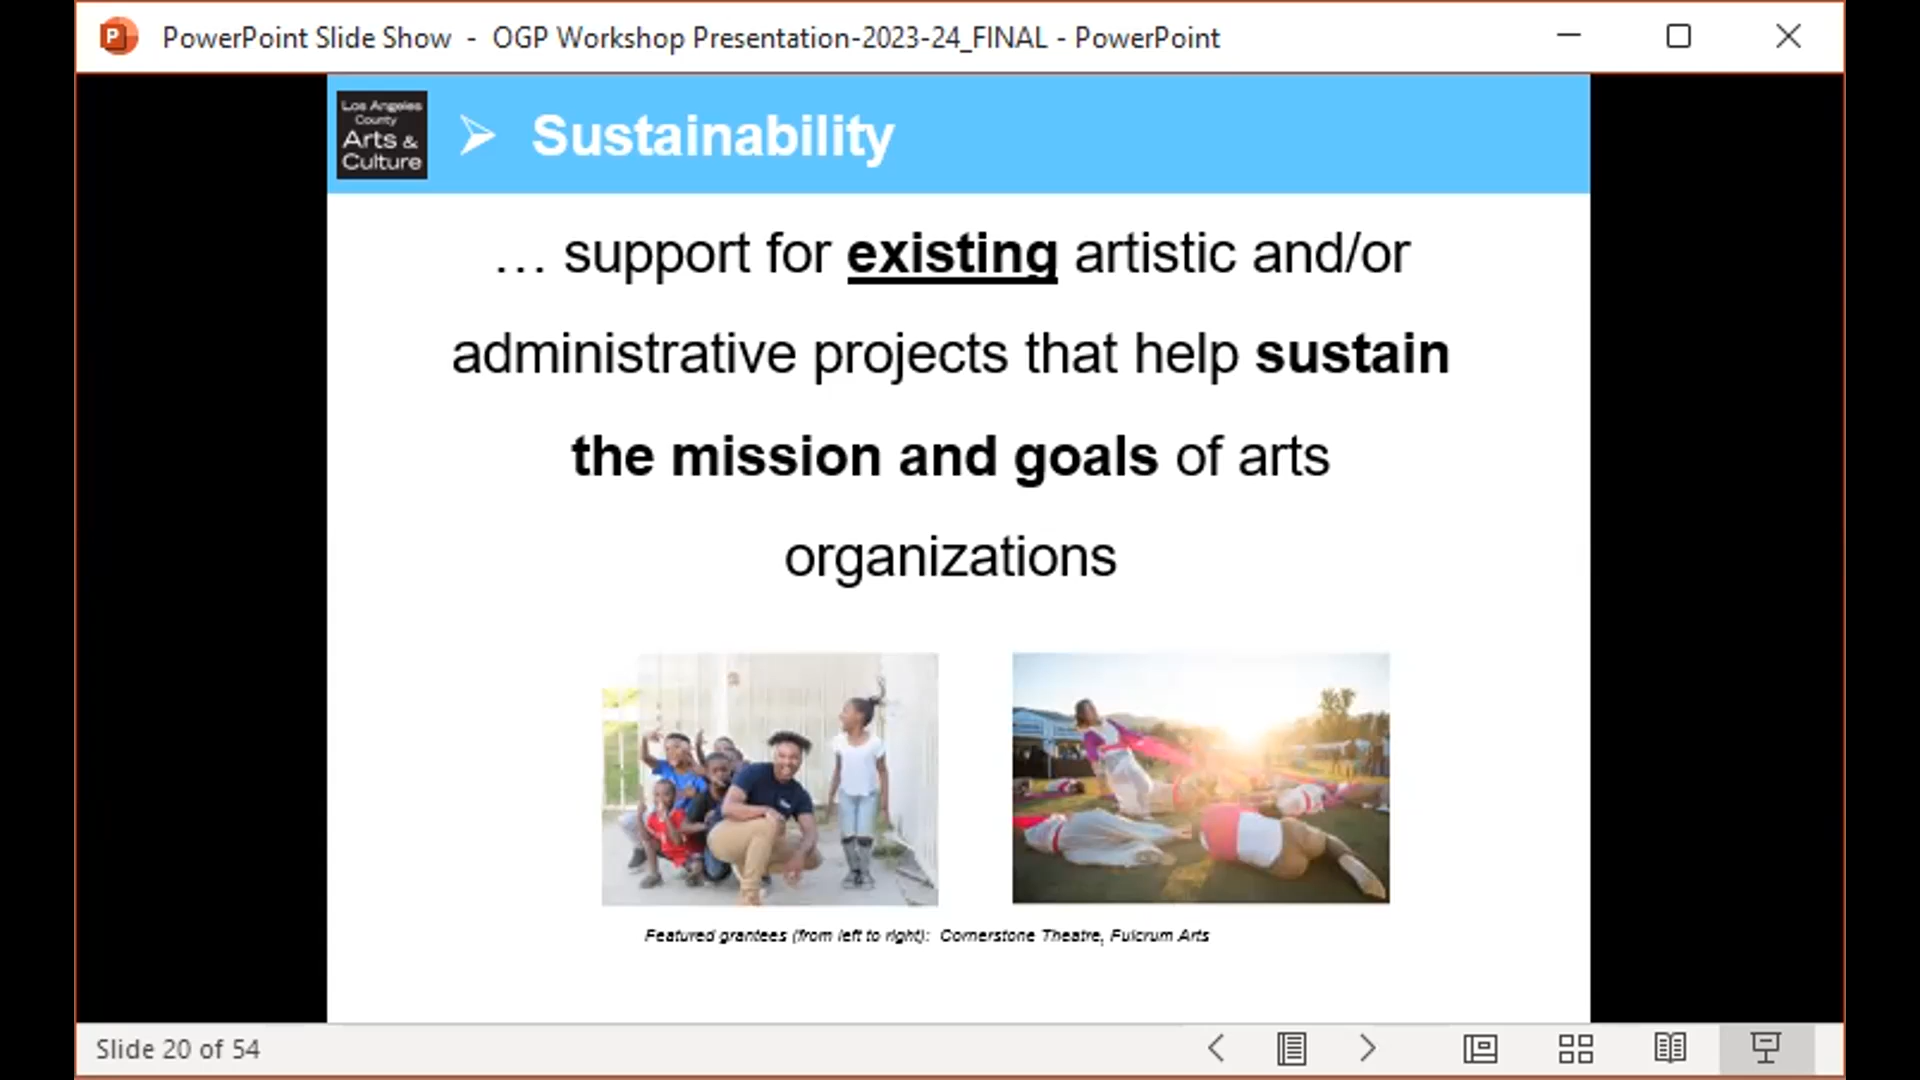 PowerPoint Slide Show - OGP Workshop Presentation-2023-24_FINAL - PowerPoint
Los Angeles
County
Arts &
Culture
Sustainability
… support for existing artistic and/or
administrative projects that help sustain
the mission and goals of arts
organizations
Featured grantees (from left to right): Cornerstone Theatre, Fulcrum Arts
Slide 20 of 54